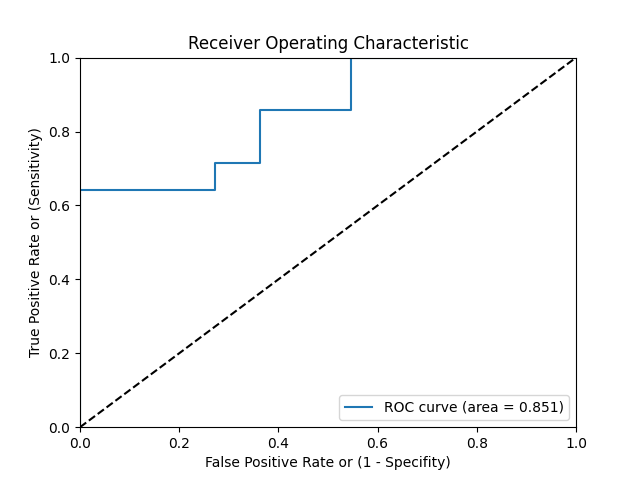 Receiver Operating Characteristic
1.0
0.8
0.6
0.4
0.2
0.0
True Positive Rate or (Sensitivity)
ROC curve (area = 0.851)
0.0 0.2 0.4 0.6 0.8 1.0
False Positive Rate or (1 - Specifity)